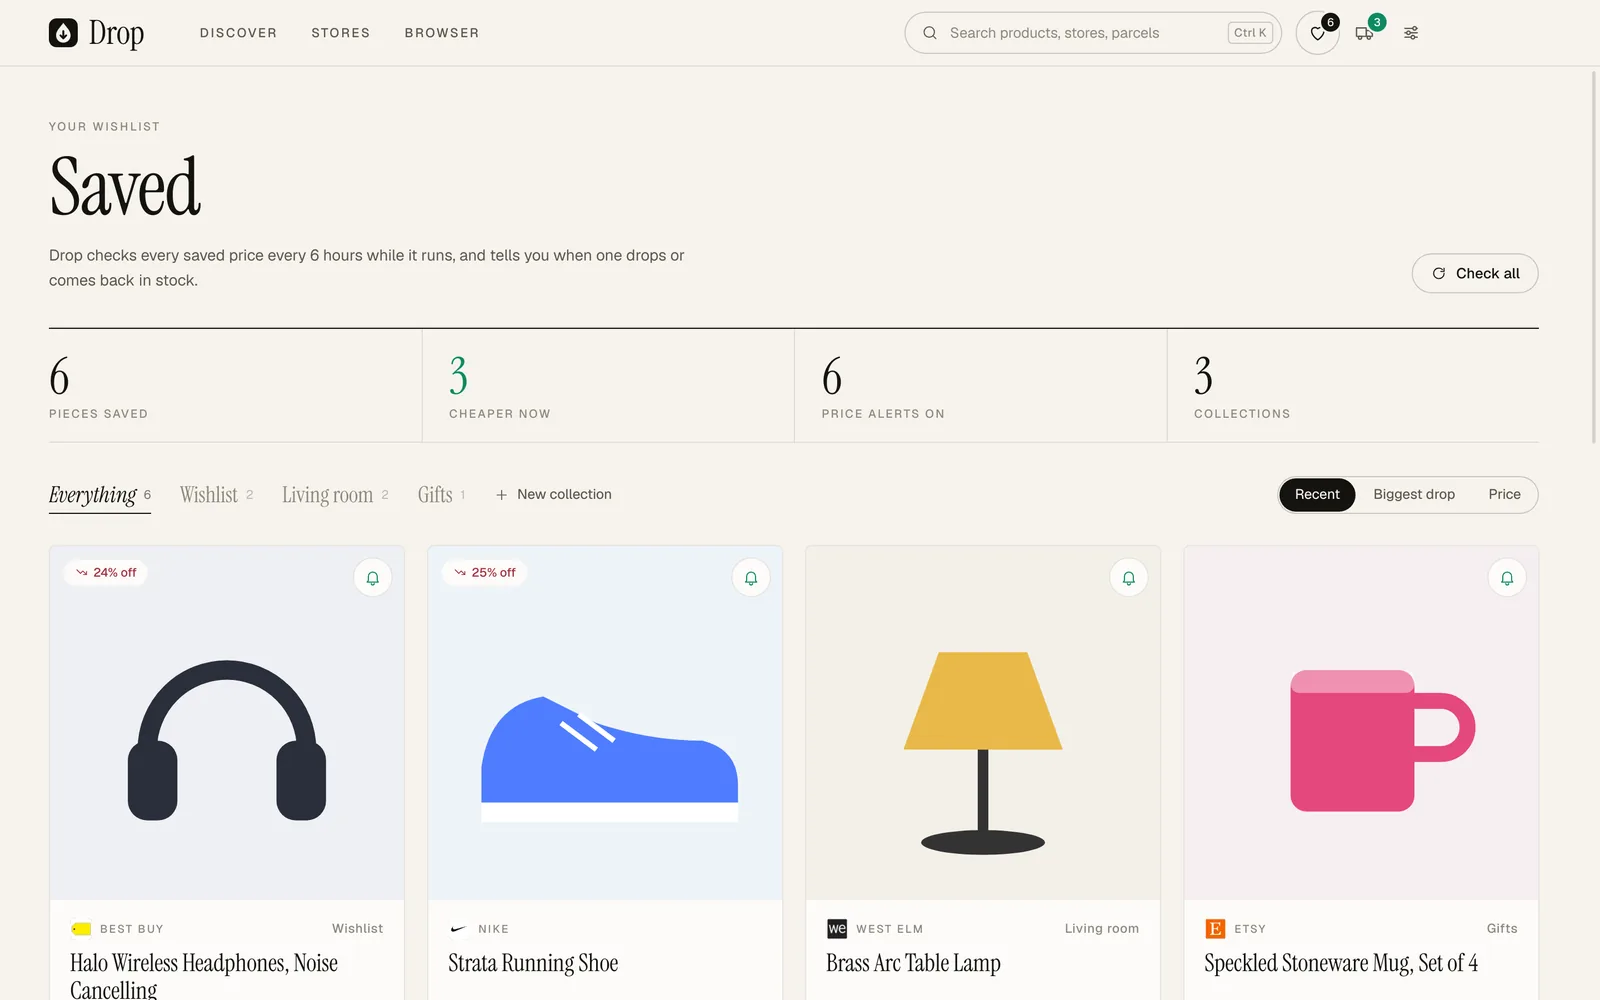 Drop
DISCOVER
STORES
BROWSER
Search products, stores, parcels
Ctrl K
6
3
YOUR WISHLIST
Saved
Drop checks every saved price every 6 hours while it runs, and tells you when one drops or
comes back in stock.
Check all
6
PIECES SAVED
3
CHEAPER NOW
6
PRICE ALERTS ON
3
COLLECTIONS
Everything 6
Wishlist 2
Living room 2
Gifts 1
+ New collection
Recent
Biggest drop
Price
24% off
25% off
BEST BUY
Wishlist
Halo Wireless Headphones, Noise
Cancelling
NIKE
Strata Running Shoe
we
WEST ELM
Living room
Brass Arc Table Lamp
E
ETSY
Gifts
Speckled Stoneware Mug, Set of 4